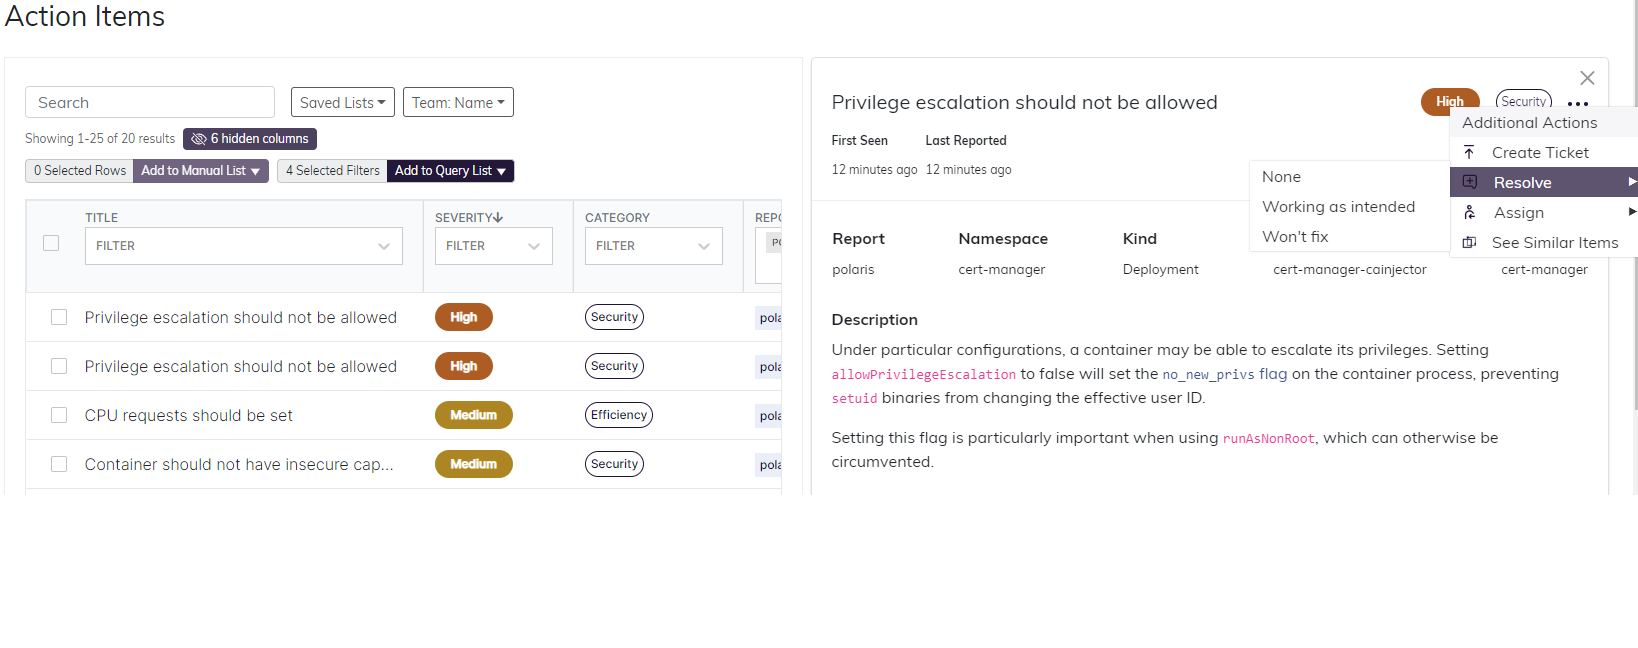 Action Items
Search
Saved Lists
Team: Name
Showing 1-25 of 20 results
6 hidden columns
0 Selected Rows
Add to Manual List
4 Selected Filters
Add to Query List
TITLE
SEVERITY
CATEGORY
REPO
FILTER
FILTER
FILTER
Privilege escalation should not be allowed
High
Security
pola
Privilege escalation should not be allowed
High
Security
pola
CPU requests should be set
Medium
Efficiency
pola
Container should not have insecure cap...
Medium
Security
pola
Privilege escalation should not be allowed
High
Security
First Seen
Last Reported
12 minutes ago
12 minutes ago
Additional Actions
Create Ticket
Resolve
Assign
See Similar Items
None
Working as intended
Won't fix
Report
Namespace
Kind
polaris
cert-manager
Deployment
cert-manager-cainjector
cert-manager
Description
Under particular configurations, a container may be able to escalate its privileges. Setting
allowPrivilegeEscalation to false will set the no_new_privs flag on the container process, preventing
setuid binaries from changing the effective user ID.
Setting this flag is particularly important when using runAsNonRoot, which can otherwise be
circumvented.